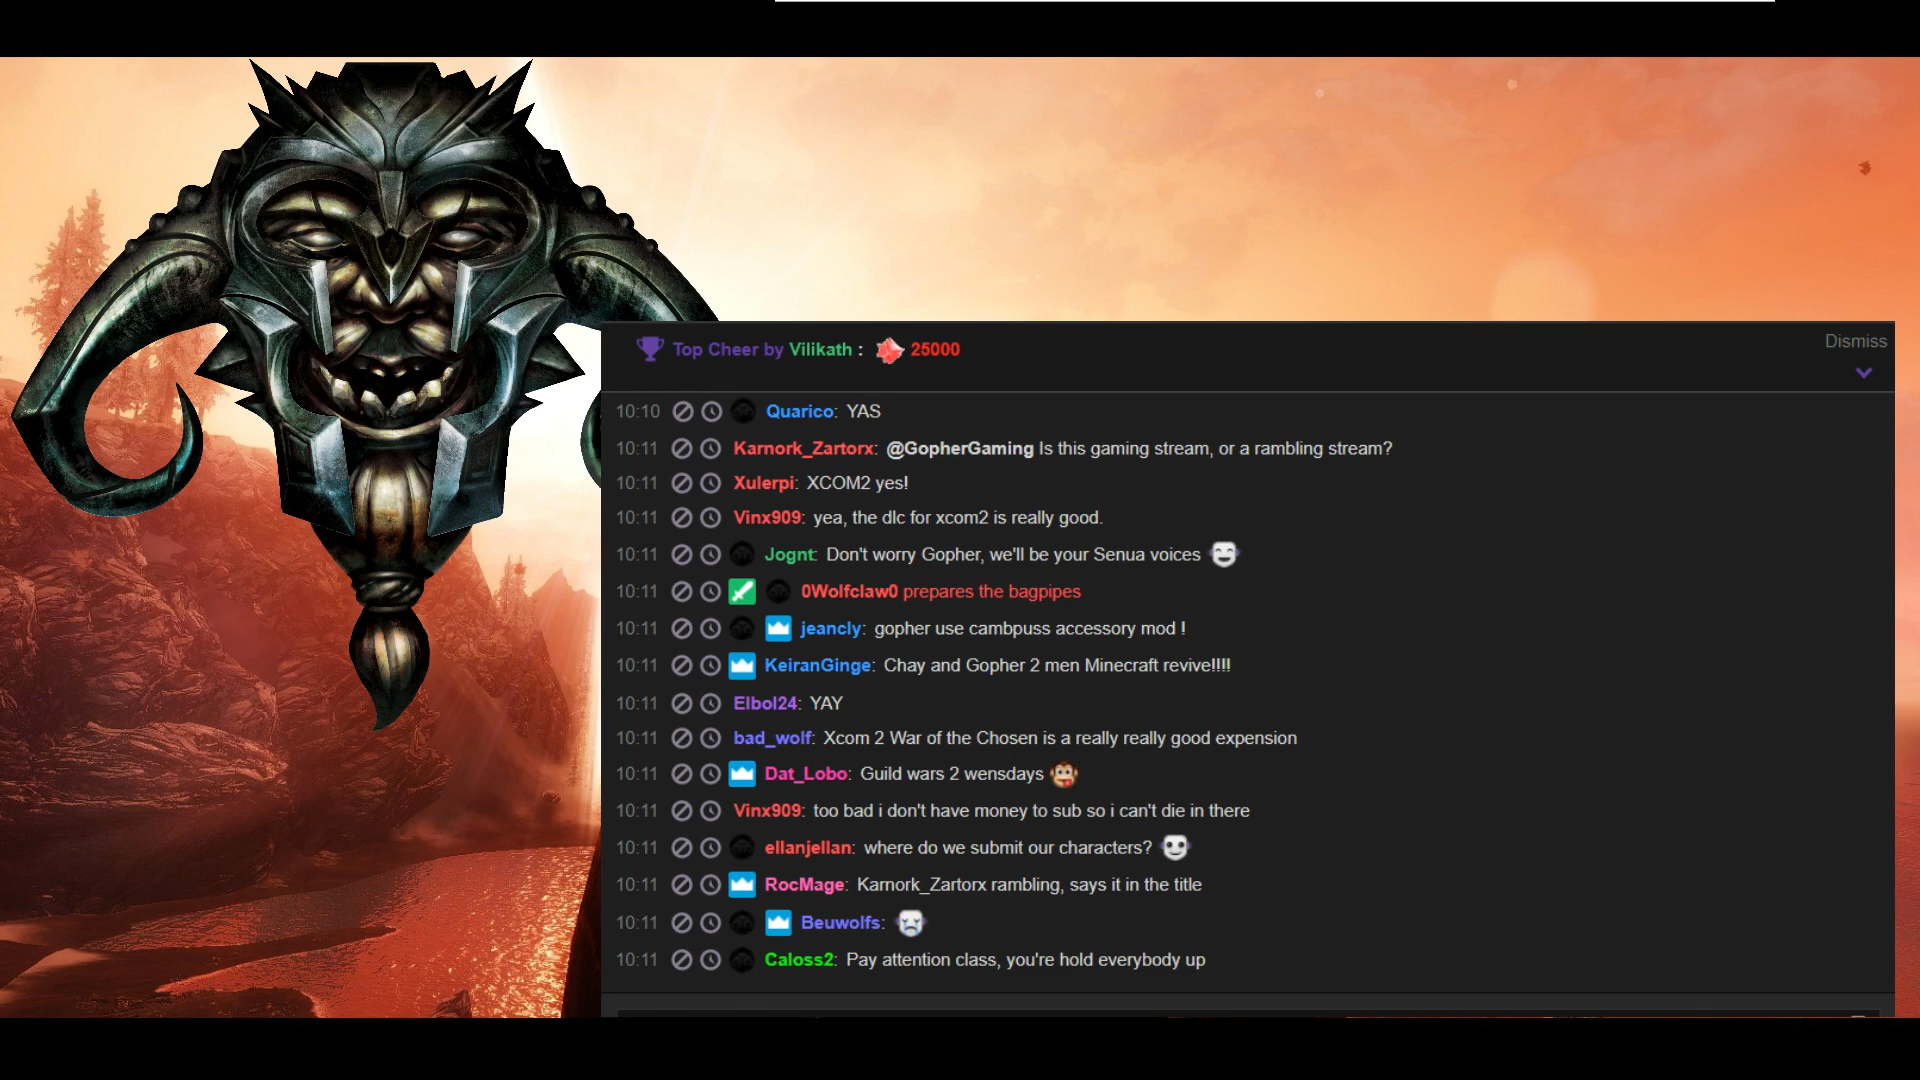 Top Cheer by Vilikath : 25000
Dismiss
10:10 Quarico: YAS
10:11 Karnork_Zartorx: @GopherGaming Is this gaming stream, or a rambling stream?
10:11 Xulerpi: XCOM2 yes!
10:11 Vinx909: yea, the dlc for xcom2 is really good.
10:11 Jognt: Don't worry Gopher, we'll be your Senua voices
10:11 0Wolfclaw0 prepares the bagpipes
10:11 jeancly: gopher use cambpuss accessory mod !
10:11 KeiranGinge: Chay and Gopher 2 men Minecraft revive!!!!
10:11 Elbol24: YAY
10:11 bad_wolf: Xcom 2 War of the Chosen is a really really good expension
10:11 Dat_Lobo: Guild wars 2 wensdays
10:11 Vinx909: too bad i don't have money to sub so i can't die in there
10:11 ellanjellan: where do we submit our characters?
10:11 RocMage: Karnork_Zartorx rambling, says it in the title
10:11 Beuwolfs:
10:11 Caloss2: Pay attention class, you're hold everybody up